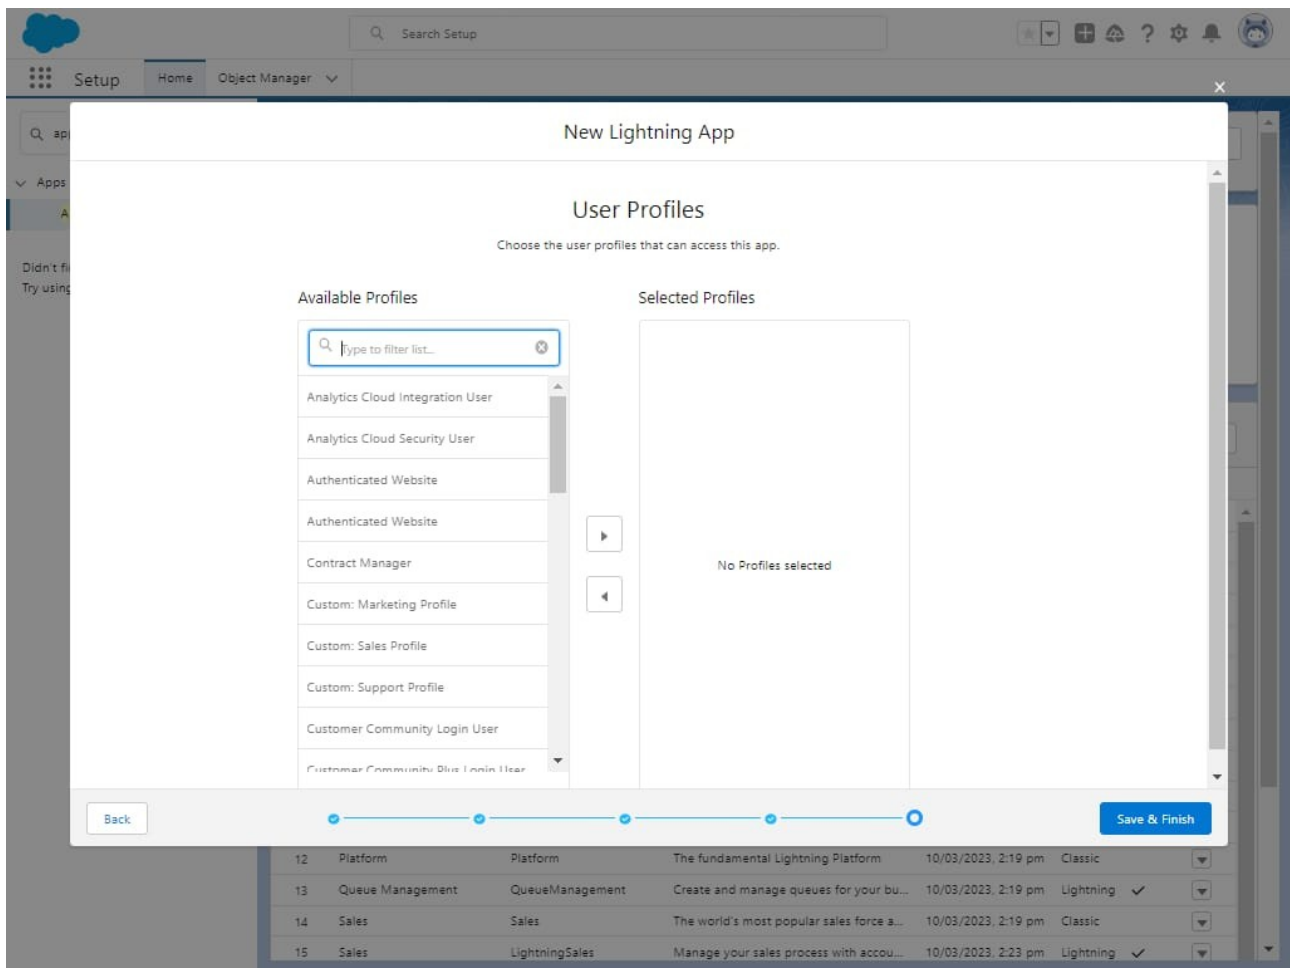 Search Setup
Setup
Home
Object Manager
New Lightning App
Apps
Didn't
Try using
User Profiles
Choose the user profiles that can access this app.
Available Profiles
Selected Profiles
Type to filter list...
Analytics Cloud Integration User
Analytics Cloud Security User
Authenticated Website
Authenticated Website
Contract Manager
Custom: Marketing Profile
Custom: Sales Profile
Custom: Support Profile
Customer Community Login User
Customer Community Plus Login User
No Profiles selected
Back
Save & Finish
12 Platform Platform The fundamental Lightning Platform 10/03/2023, 2:19 pm Classic
13 Queue Management QueueManagement Create and manage queues for your bu... 10/03/2023, 2:19 pm Lightning
14 Sales Sales The world's most popular sales force a... 10/03/2023, 2:19 pm Classic
15 Sales LightningSales Manage your sales process with accou... 10/03/2023, 2:23 pm Lightning